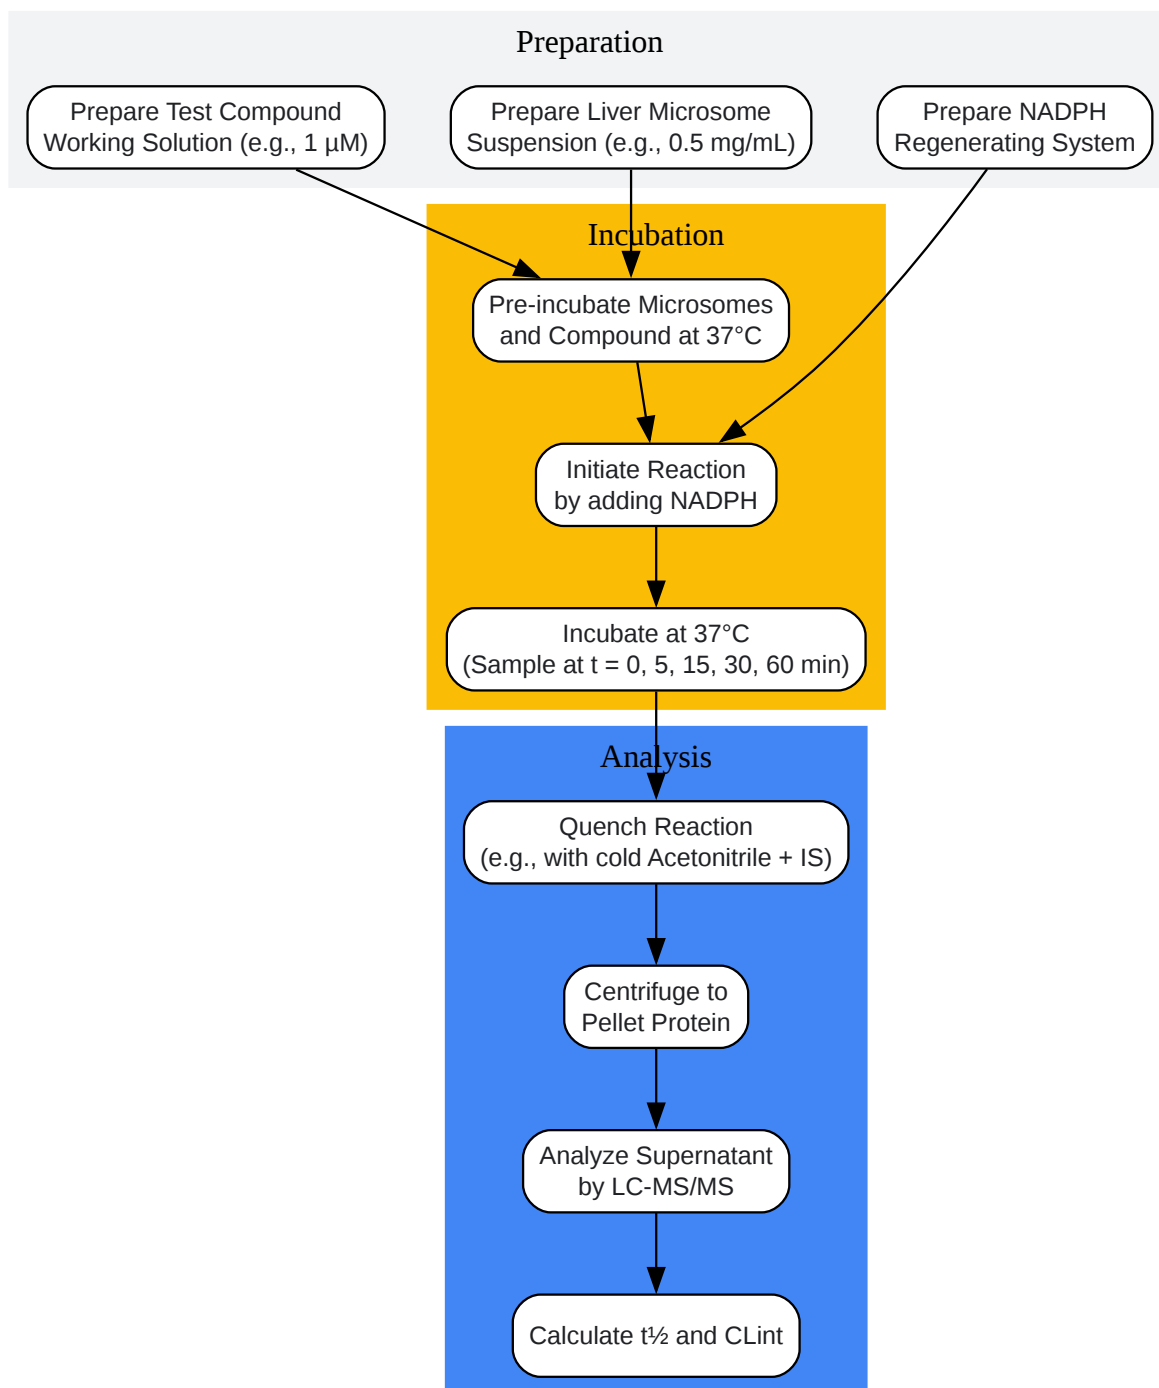 Preparation
Prepare Test Compound
Working Solution (e.g., 1 µM)
Prepare Liver Microsome
Suspension (e.g., 0.5 mg/mL)
Prepare NADPH
Regenerating System
Incubation
Pre-incubate Microsomes
and Compound at 37°C
Initiate Reaction
by adding NADPH
Incubate at 37°C
(Sample at t = 0, 5, 15, 30, 60 min)
Analysis
Quench Reaction
(e.g., with cold Acetonitrile + IS)
Centrifuge to
Pellet Protein
Analyze Supernatant
by LC-MS/MS
Calculate t½ and CLint